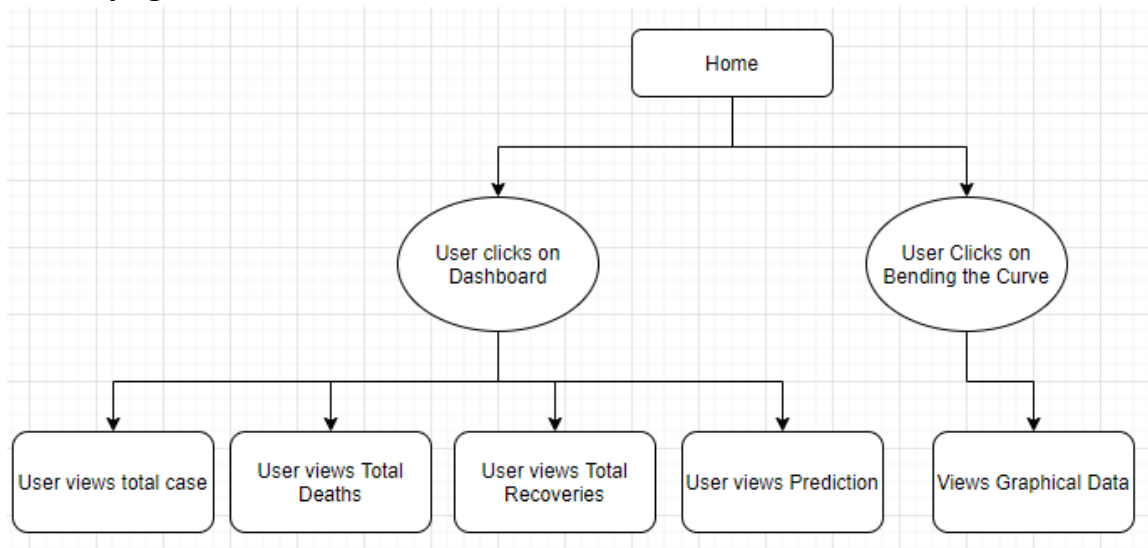 Home
User clicks on
Dashboard
User Clicks on
Bending the Curve
User views total case
User views Total
Deaths
User views Total
Recoveries
User views Prediction
Views Graphical Data